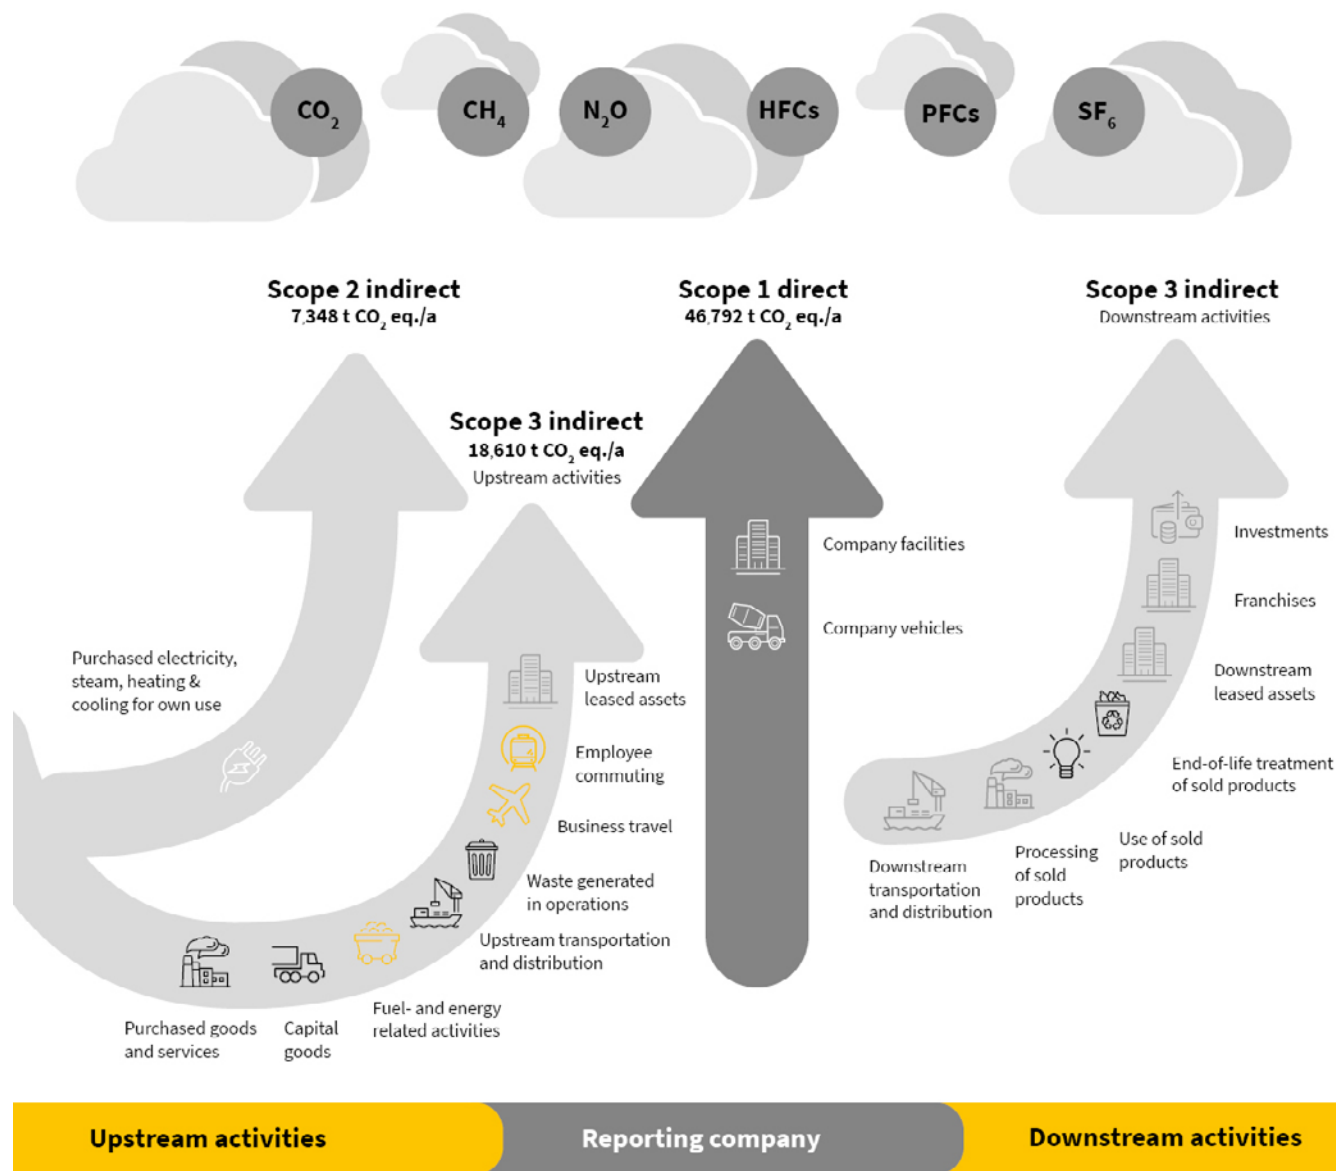 CO₂
CH₄
N₂O
HFCs
PFCs
SF₆
Scope 2 indirect
7,348 t CO₂ eq./a
Scope 1 direct
46,792 t CO₂ eq./a
Scope 3 indirect
Downstream activities
Scope 3 indirect
18,610 t CO₂ eq./a
Upstream activities
Purchased electricity,
steam, heating &
cooling for own use
Upstream
leased assets
Employee
commuting
Business travel
Waste generated
in operations
Upstream transportation
and distribution
Fuel- and energy
related activities
Capital
goods
Purchased goods
and services
Company facilities
Company vehicles
Investments
Franchises
Downstream
leased assets
End-of-life treatment
of sold products
Use of sold
products
Processing
of sold
products
Downstream
transportation
and distribution
Upstream activities
Reporting company
Downstream activities